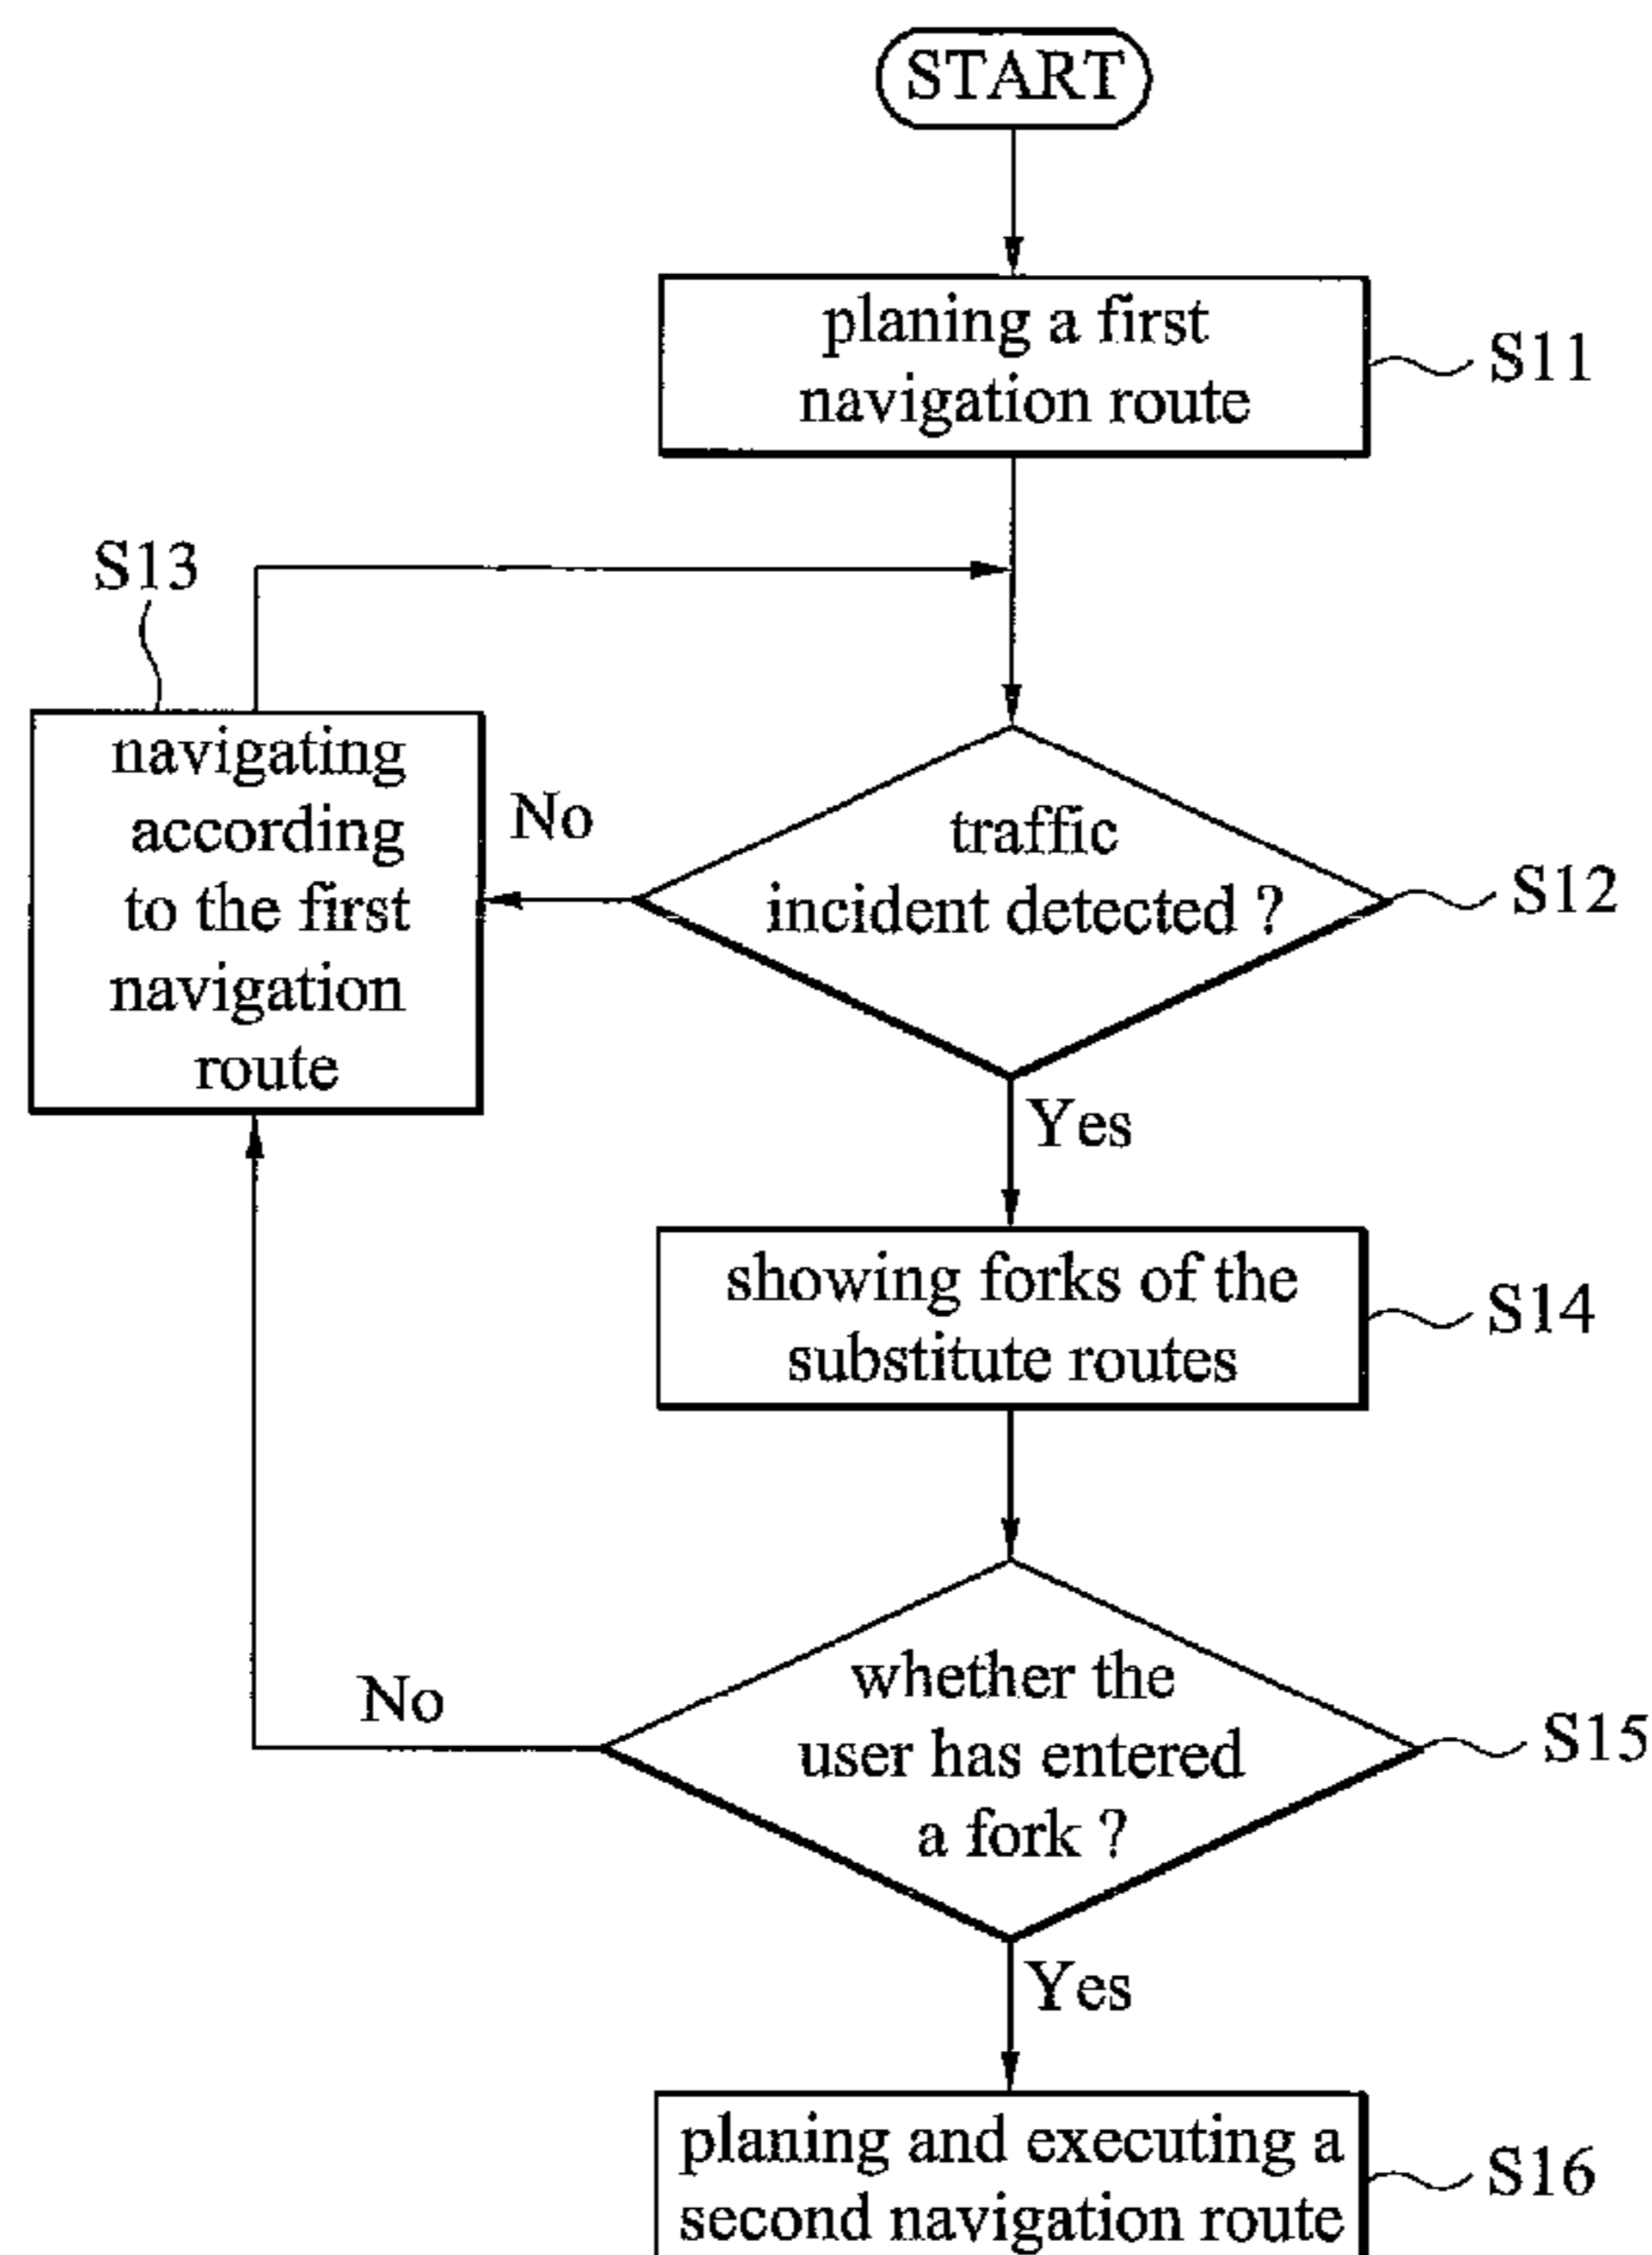 START
planing a first
navigation route
S11
S13
navigating
according
to the first
navigation
route
No
traffic
incident detected ?
S12
Yes
showing forks of the
substitute routes
S14
No
whether the
user has entered
a fork ?
S15
Yes
planing and executing a
second navigation route
S16